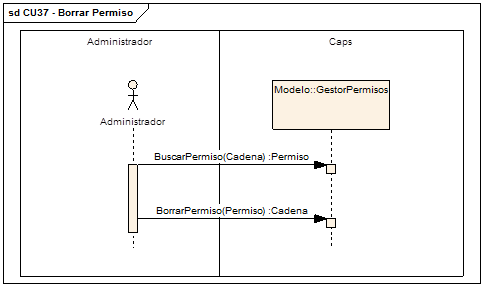 sd CU37 - Borrar Permiso
Administrador
Caps
Modelo::GestorPermisos
Administrador
BuscarPermiso(Cadena) :Permiso
BorrarPermiso(Permiso) :Cadena